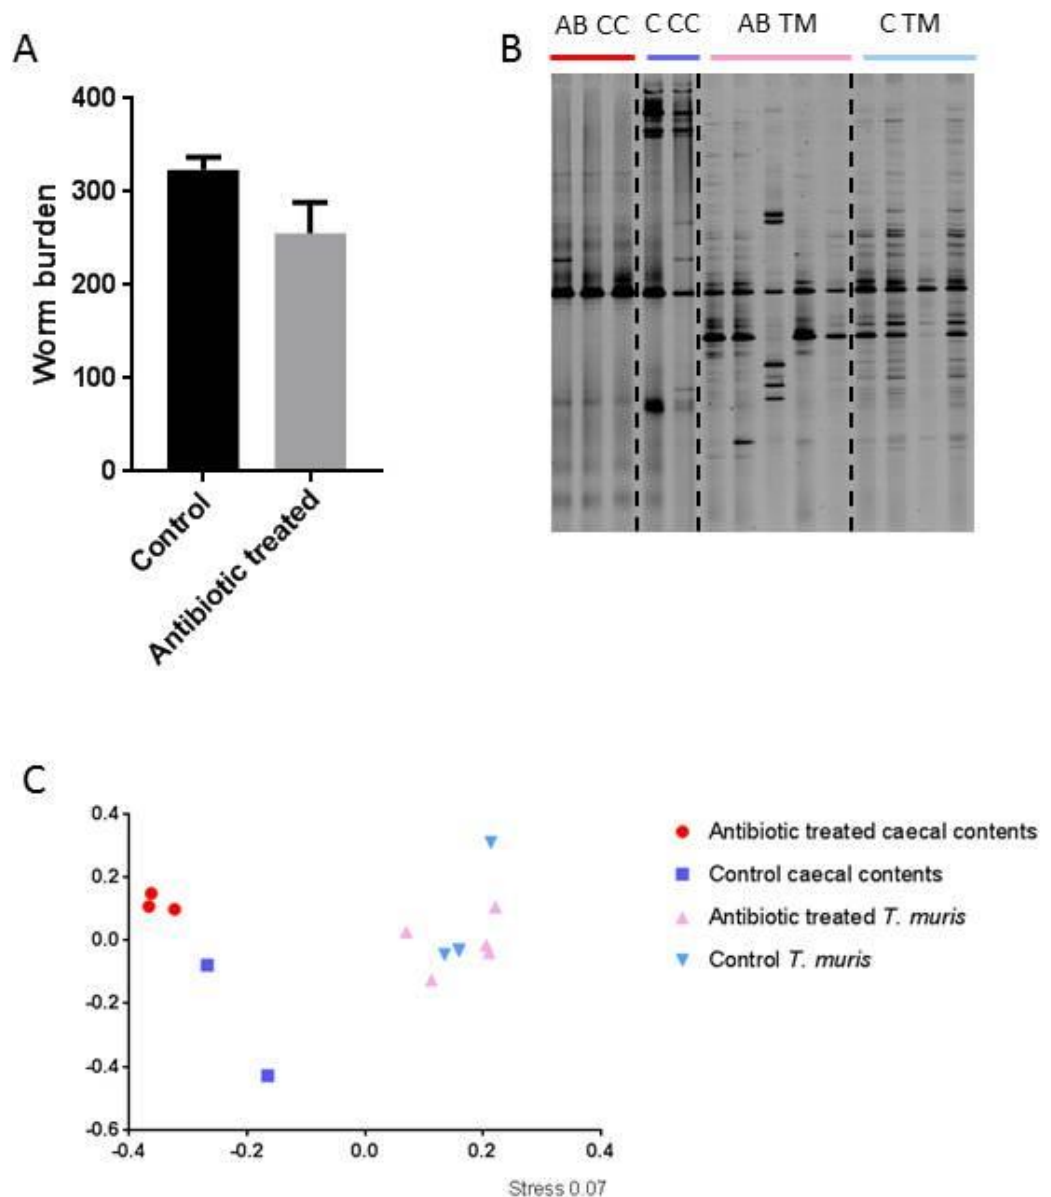 A
400
300
200
100
0
Worm burden
Control
Antibiotic treated
B
AB CC
C CC
AB TM
C TM
C
0.4
0.2
0.0
-0.2
-0.4
-0.6
-0.4
-0.2
0.0
0.2
0.4
Stress 0.07
Antibiotic treated caecal contents
Control caecal contents
Antibiotic treated T. muris
Control T. muris